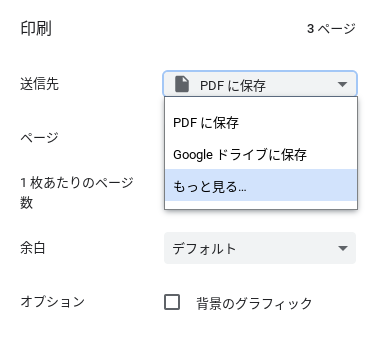 印刷
3 ページ
送信先
PDF に保存
PDF に保存
Google ドライブに保存
もっと見る...
ページ
1 枚あたりのページ
数
余白
デフォルト
オプション
背景のグラフィック